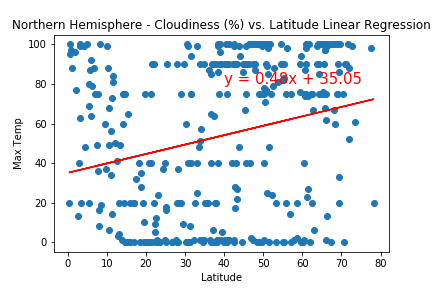 Northern Hemisphere - Cloudiness (%) vs. Latitude Linear Regression
100
80
60
40
20
0
Max Temp
y = 0.48x + 35.05
0 10 20 30 40 50 60 70 80
Latitude